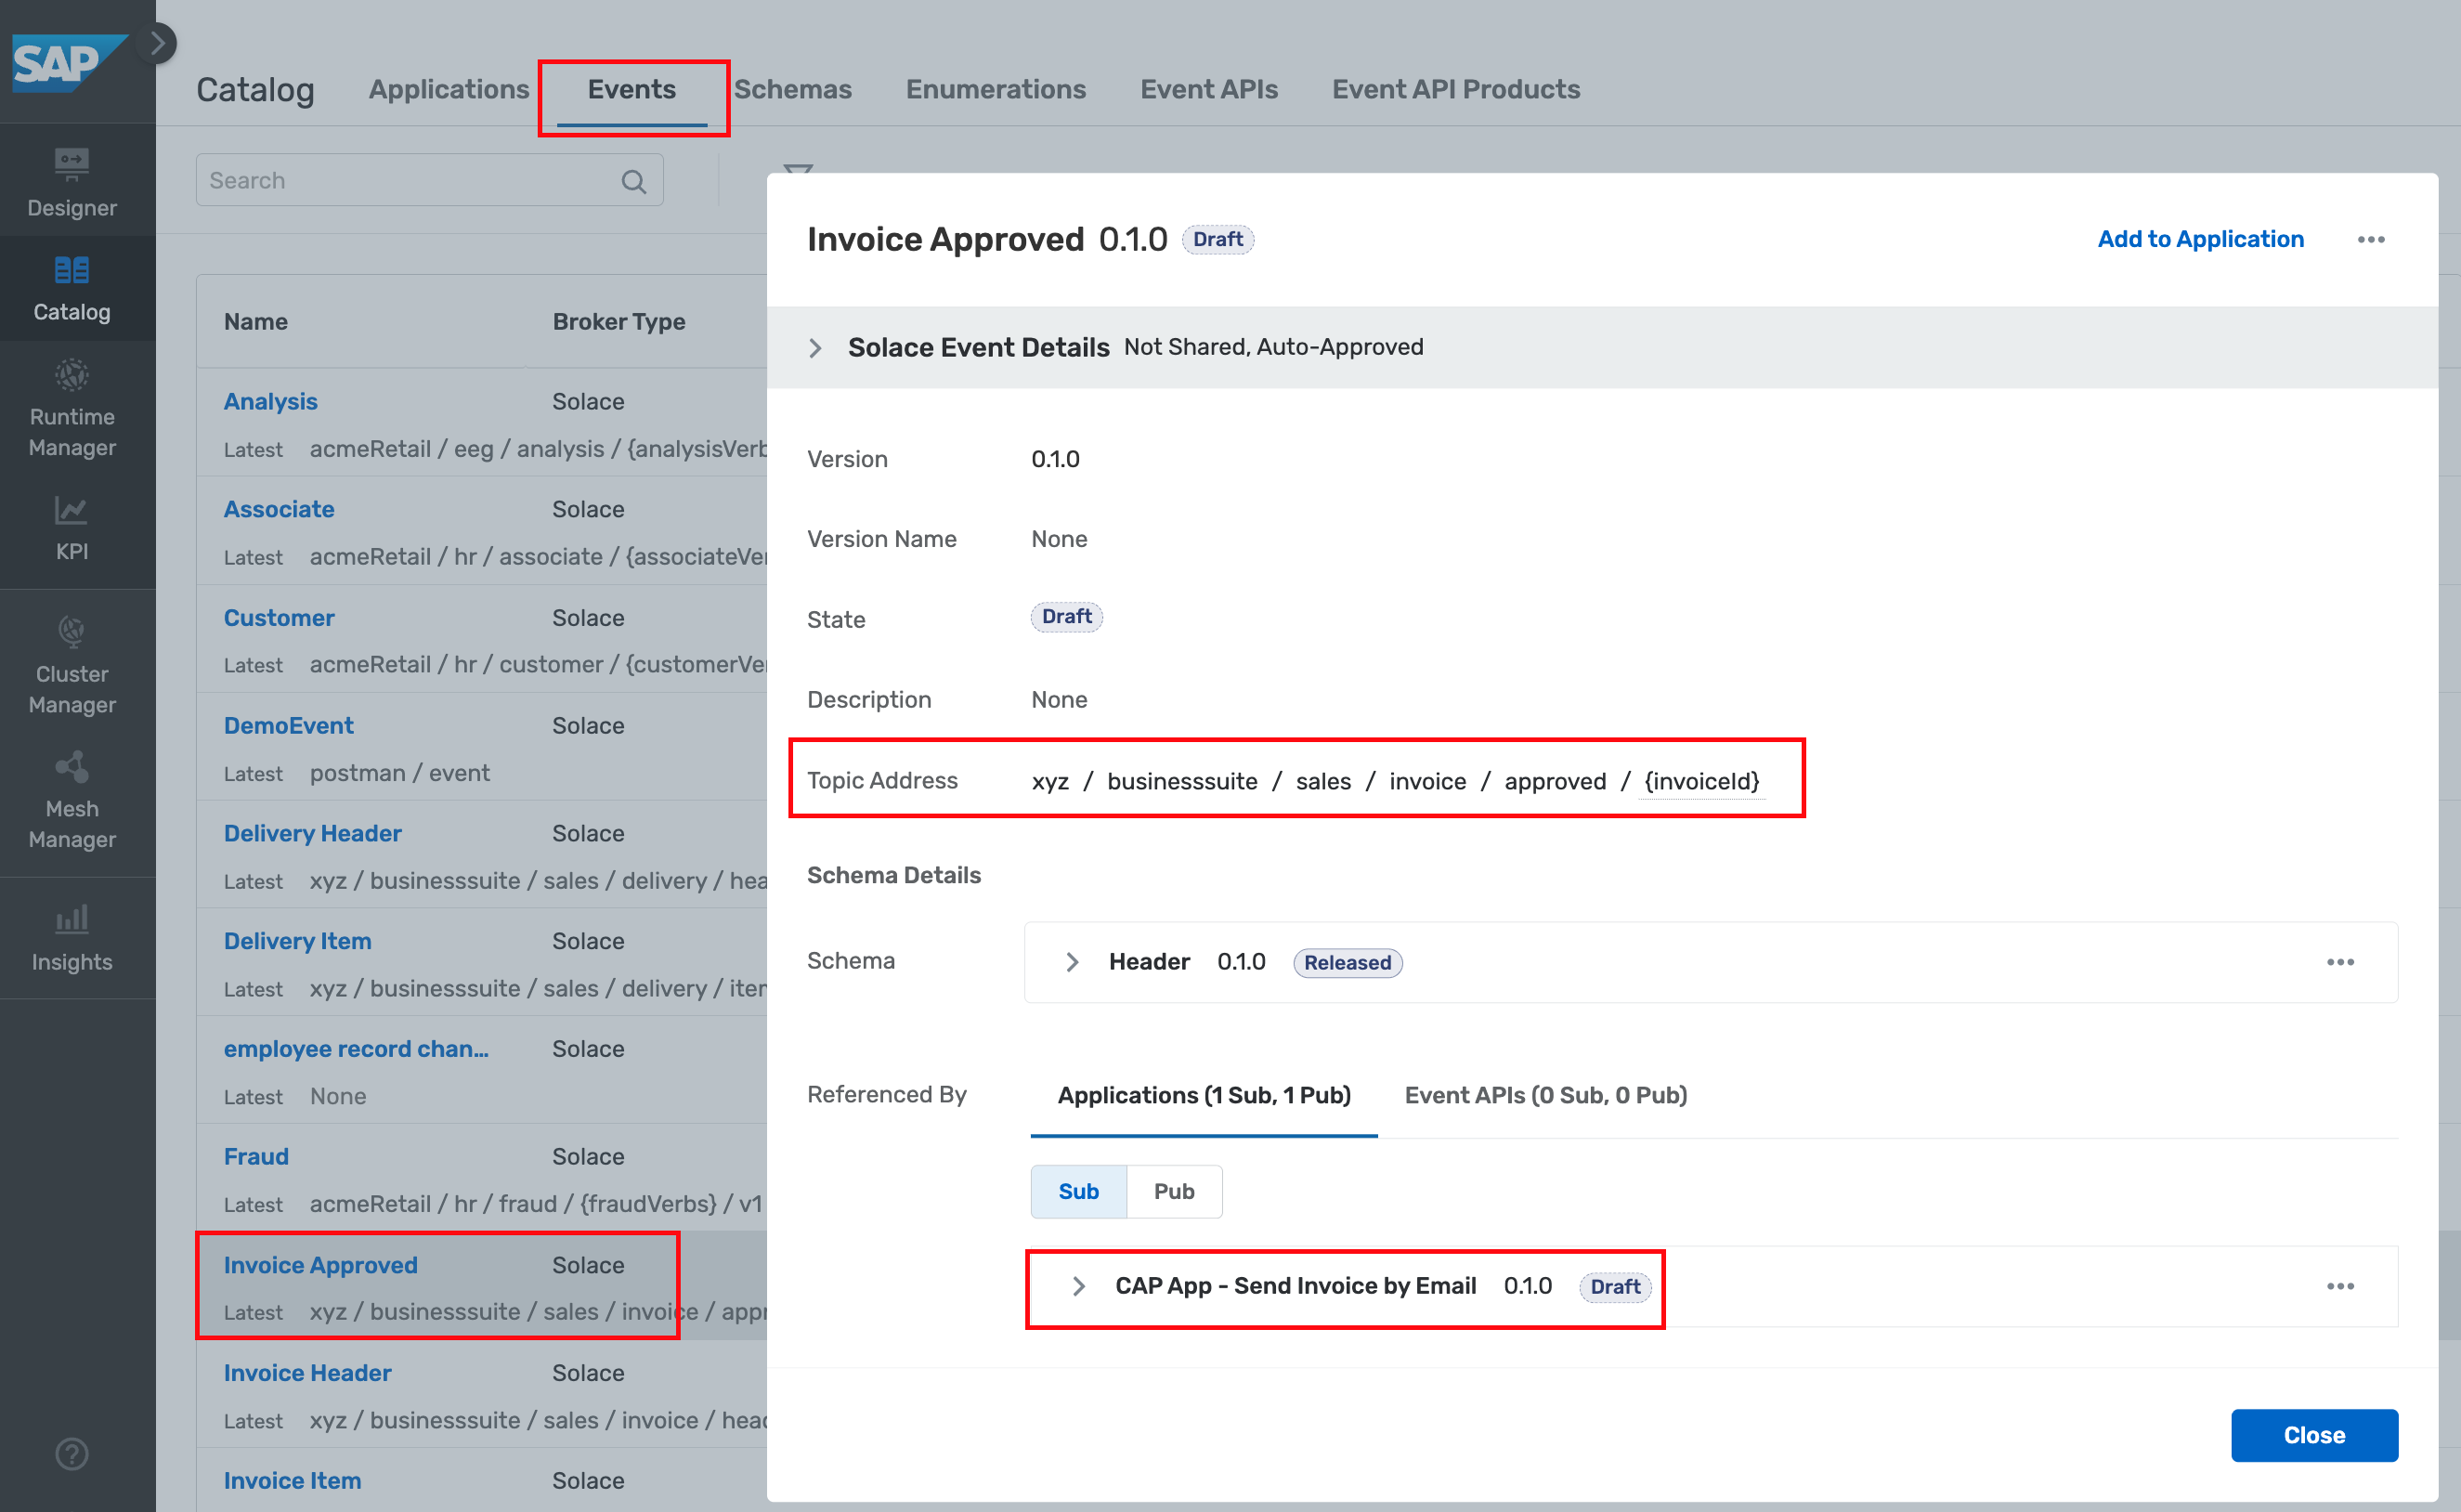 SAP
Designer
Catalog
Runtime
Manager
KPI
Cluster
Manager
Mesh
Manager
Insights
Catalog Applications Events Schemas Enumerations Event APIs Event API Products
Search
Name Broker Type
Analysis Solace
Latest acmeRetail / eeg / analysis / {analysisVerb
Associate Solace
Latest acmeRetail / hr / associate / {associateVer
Customer Solace
Latest acmeRetail / hr / customer / {customerVer
DemoEvent Solace
Latest postman / event
Delivery Header Solace
Latest xyz / businesssuite / sales / delivery / hea
Delivery Item Solace
Latest xyz / businesssuite / sales / delivery / iten
employee record chan... Solace
Latest None
Fraud Solace
Latest acmeRetail / hr / fraud / {fraudVerbs} / v1
Invoice Approved Solace
Latest xyz / businesssuite / sales / invoice / appr
Invoice Header Solace
Latest xyz / businesssuite / sales / invoice / head
Invoice Item Solace
Invoice Approved 0.1.0 Draft Add to Application
Solace Event Details Not Shared, Auto-Approved
Version 0.1.0
Version Name None
State Draft
Description None
Topic Address xyz / businesssuite / sales / invoice / approved / {invoiceId}
Schema Details
Schema Header 0.1.0 Released
Referenced By Applications (1 Sub, 1 Pub) Event APIs (0 Sub, 0 Pub)
Sub Pub
CAP App - Send Invoice by Email 0.1.0 Draft
Close